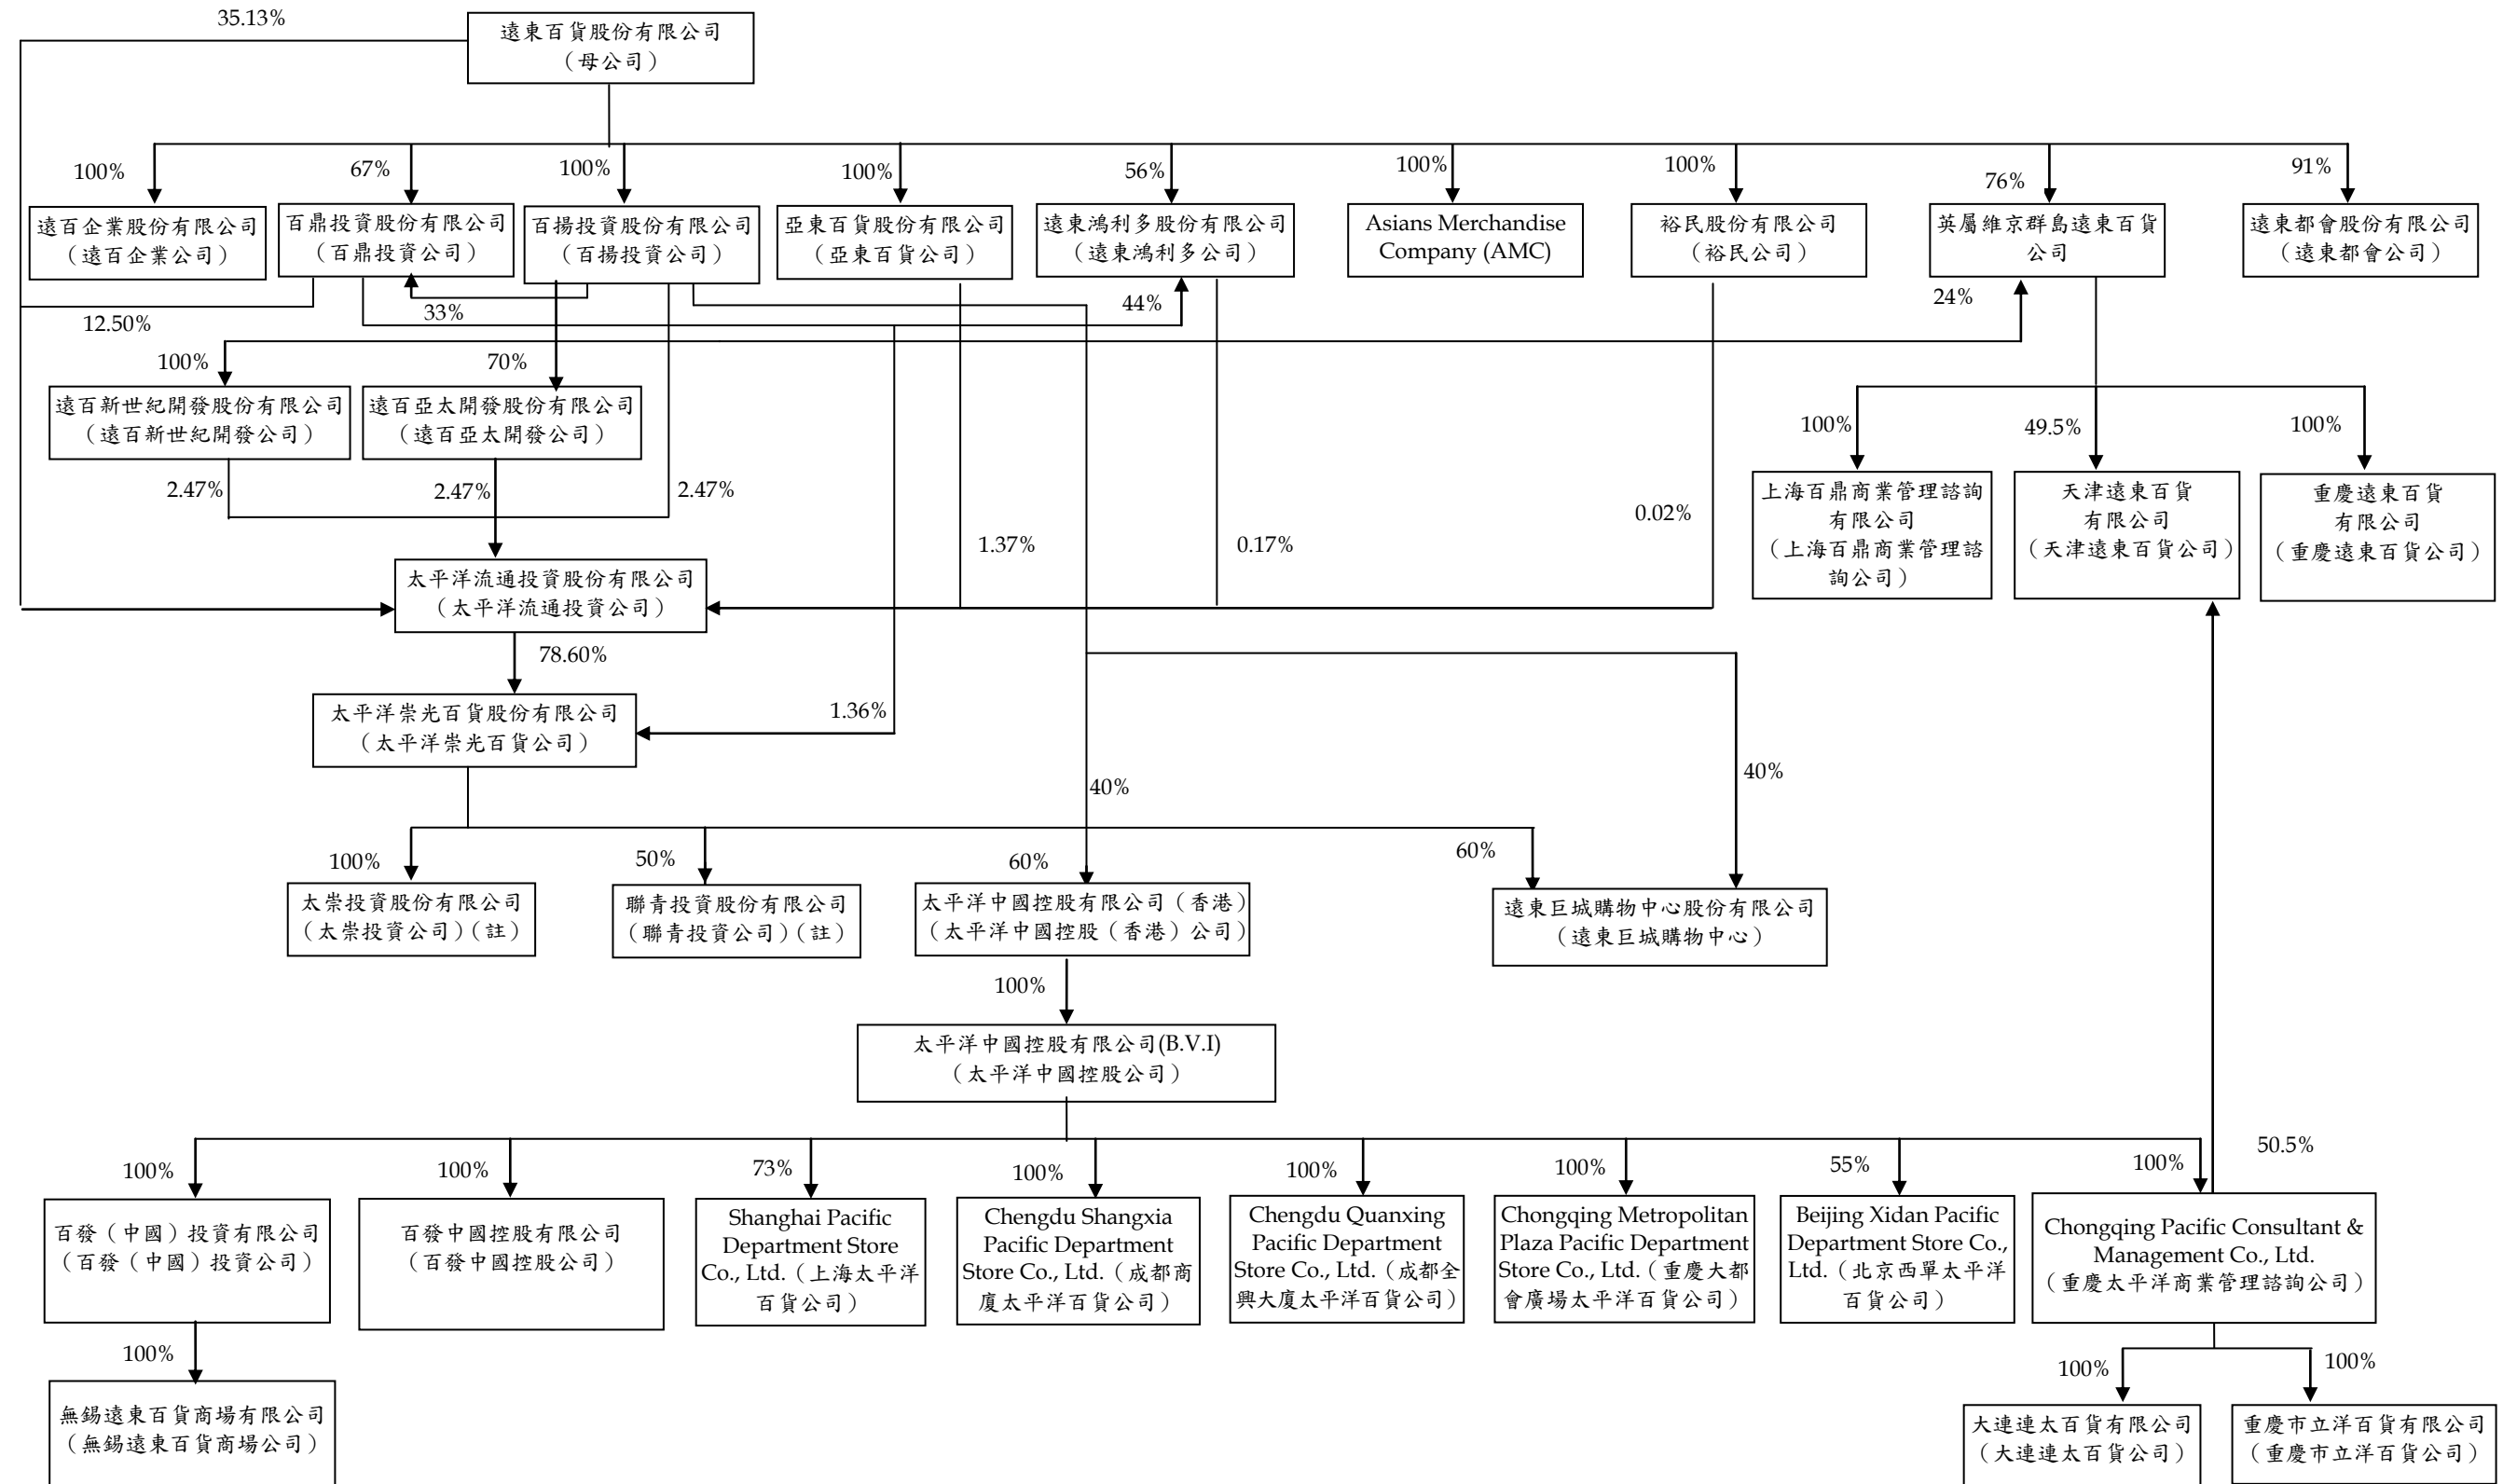 35.13%
遠東百貨股份有限公司
（母公司）
100%
67%
100%
100%
56%
100%
100%
76%
91%
遠百企業股份有限公司
（遠百企業公司）
百鼎投資股份有限公司
（百鼎投資公司）
百揚投資股份有限公司
（百揚投資公司）
亞東百貨股份有限公司
（亞東百貨公司）
遠東鴻利多股份有限公司
（遠東鴻利多公司）
Asians Merchandise
Company (AMC)
裕民股份有限公司
（裕民公司）
英屬維京群島遠東百貨
公司
遠東都會股份有限公司
（遠東都會公司）
12.50%
33%
44%
24%
100%
70%
遠百新世紀開發股份有限公司
（遠百新世紀開發公司）
遠百亞太開發股份有限公司
（遠百亞太開發公司）
100%
49.5%
100%
2.47%
2.47%
2.47%
1.37%
0.17%
0.02%
上海百鼎商業管理諮詢
有限公司
（上海百鼎商業管理諮
詢公司）
天津遠東百貨
有限公司
（天津遠東百貨公司）
重慶遠東百貨
有限公司
（重慶遠東百貨公司）
太平洋流通投資股份有限公司
（太平洋流通投資公司）
78.60%
太平洋崇光百貨股份有限公司
（太平洋崇光百貨公司）
1.36%
40%
40%
100%
50%
60%
60%
太崇投資股份有限公司
（太崇投資公司）（註）
聯青投資股份有限公司
（聯青投資公司）（註）
太平洋中國控股有限公司（香港）
（太平洋中國控股（香港）公司）
遠東巨城購物中心股份有限公司
（遠東巨城購物中心）
100%
太平洋中國控股有限公司(B.V.I)
（太平洋中國控股公司）
100%
100%
73%
100%
100%
100%
55%
100%
50.5%
百發（中國）投資有限公司
（百發（中國）投資公司）
百發中國控股有限公司
（百發中國控股公司）
Shanghai Pacific
Department Store
Co., Ltd.（上海太平洋
百貨公司）
Chengdu Shangxia
Pacific Department
Store Co., Ltd.（成都商
廈太平洋百貨公司）
Chengdu Quanxing
Pacific Department
Store Co., Ltd.（成都全
興大廈太平洋百貨公司）
Chongqing Metropolitan
Plaza Pacific Department
Store Co., Ltd.（重慶大都
會廣場太平洋百貨公司）
Beijing Xidan Pacific
Department Store Co.,
Ltd.（北京西單太平洋
百貨公司）
Chongqing Pacific Consultant &
Management Co., Ltd.
（重慶太平洋商業管理諮詢公司）
100%
100%
100%
無錫遠東百貨商場有限公司
（無錫遠東百貨商場公司）
大連連太百貨有限公司
（大連連太百貨公司）
重慶市立洋百貨有限公司
（重慶市立洋百貨公司）